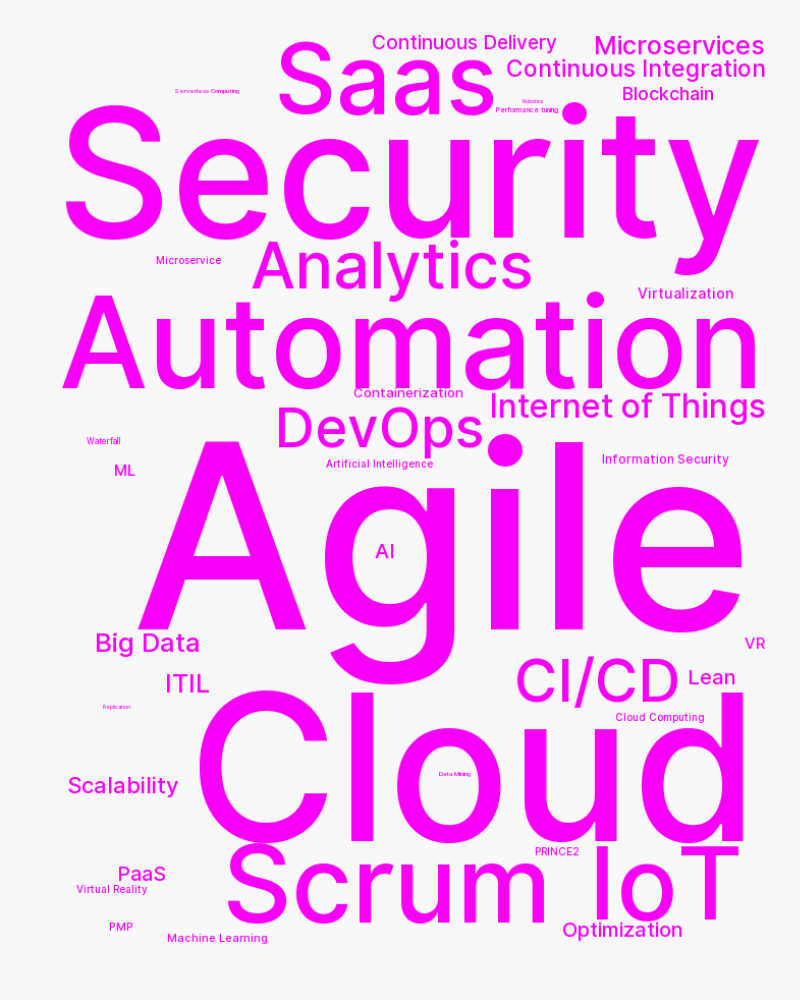 Continuous Delivery
Microservices
Saas
Continuous Integration
Serverless Computing
Blockchain
Robotics
Performance tuning
Security
Microservice
Analytics
Virtualization
Automation
Containerization
Internet of Things
DevOps
Waterfall
Artificial Intelligence
Information Security
ML
Agile
AI
Big Data
VR
ITIL
CI/CD
Lean
Replication
Cloud Computing
Cloud
Data Mining
Scalability
PRINCE2
PaaS
Scrum
IoT
Virtual Reality
PMP
Optimization
Machine Learning